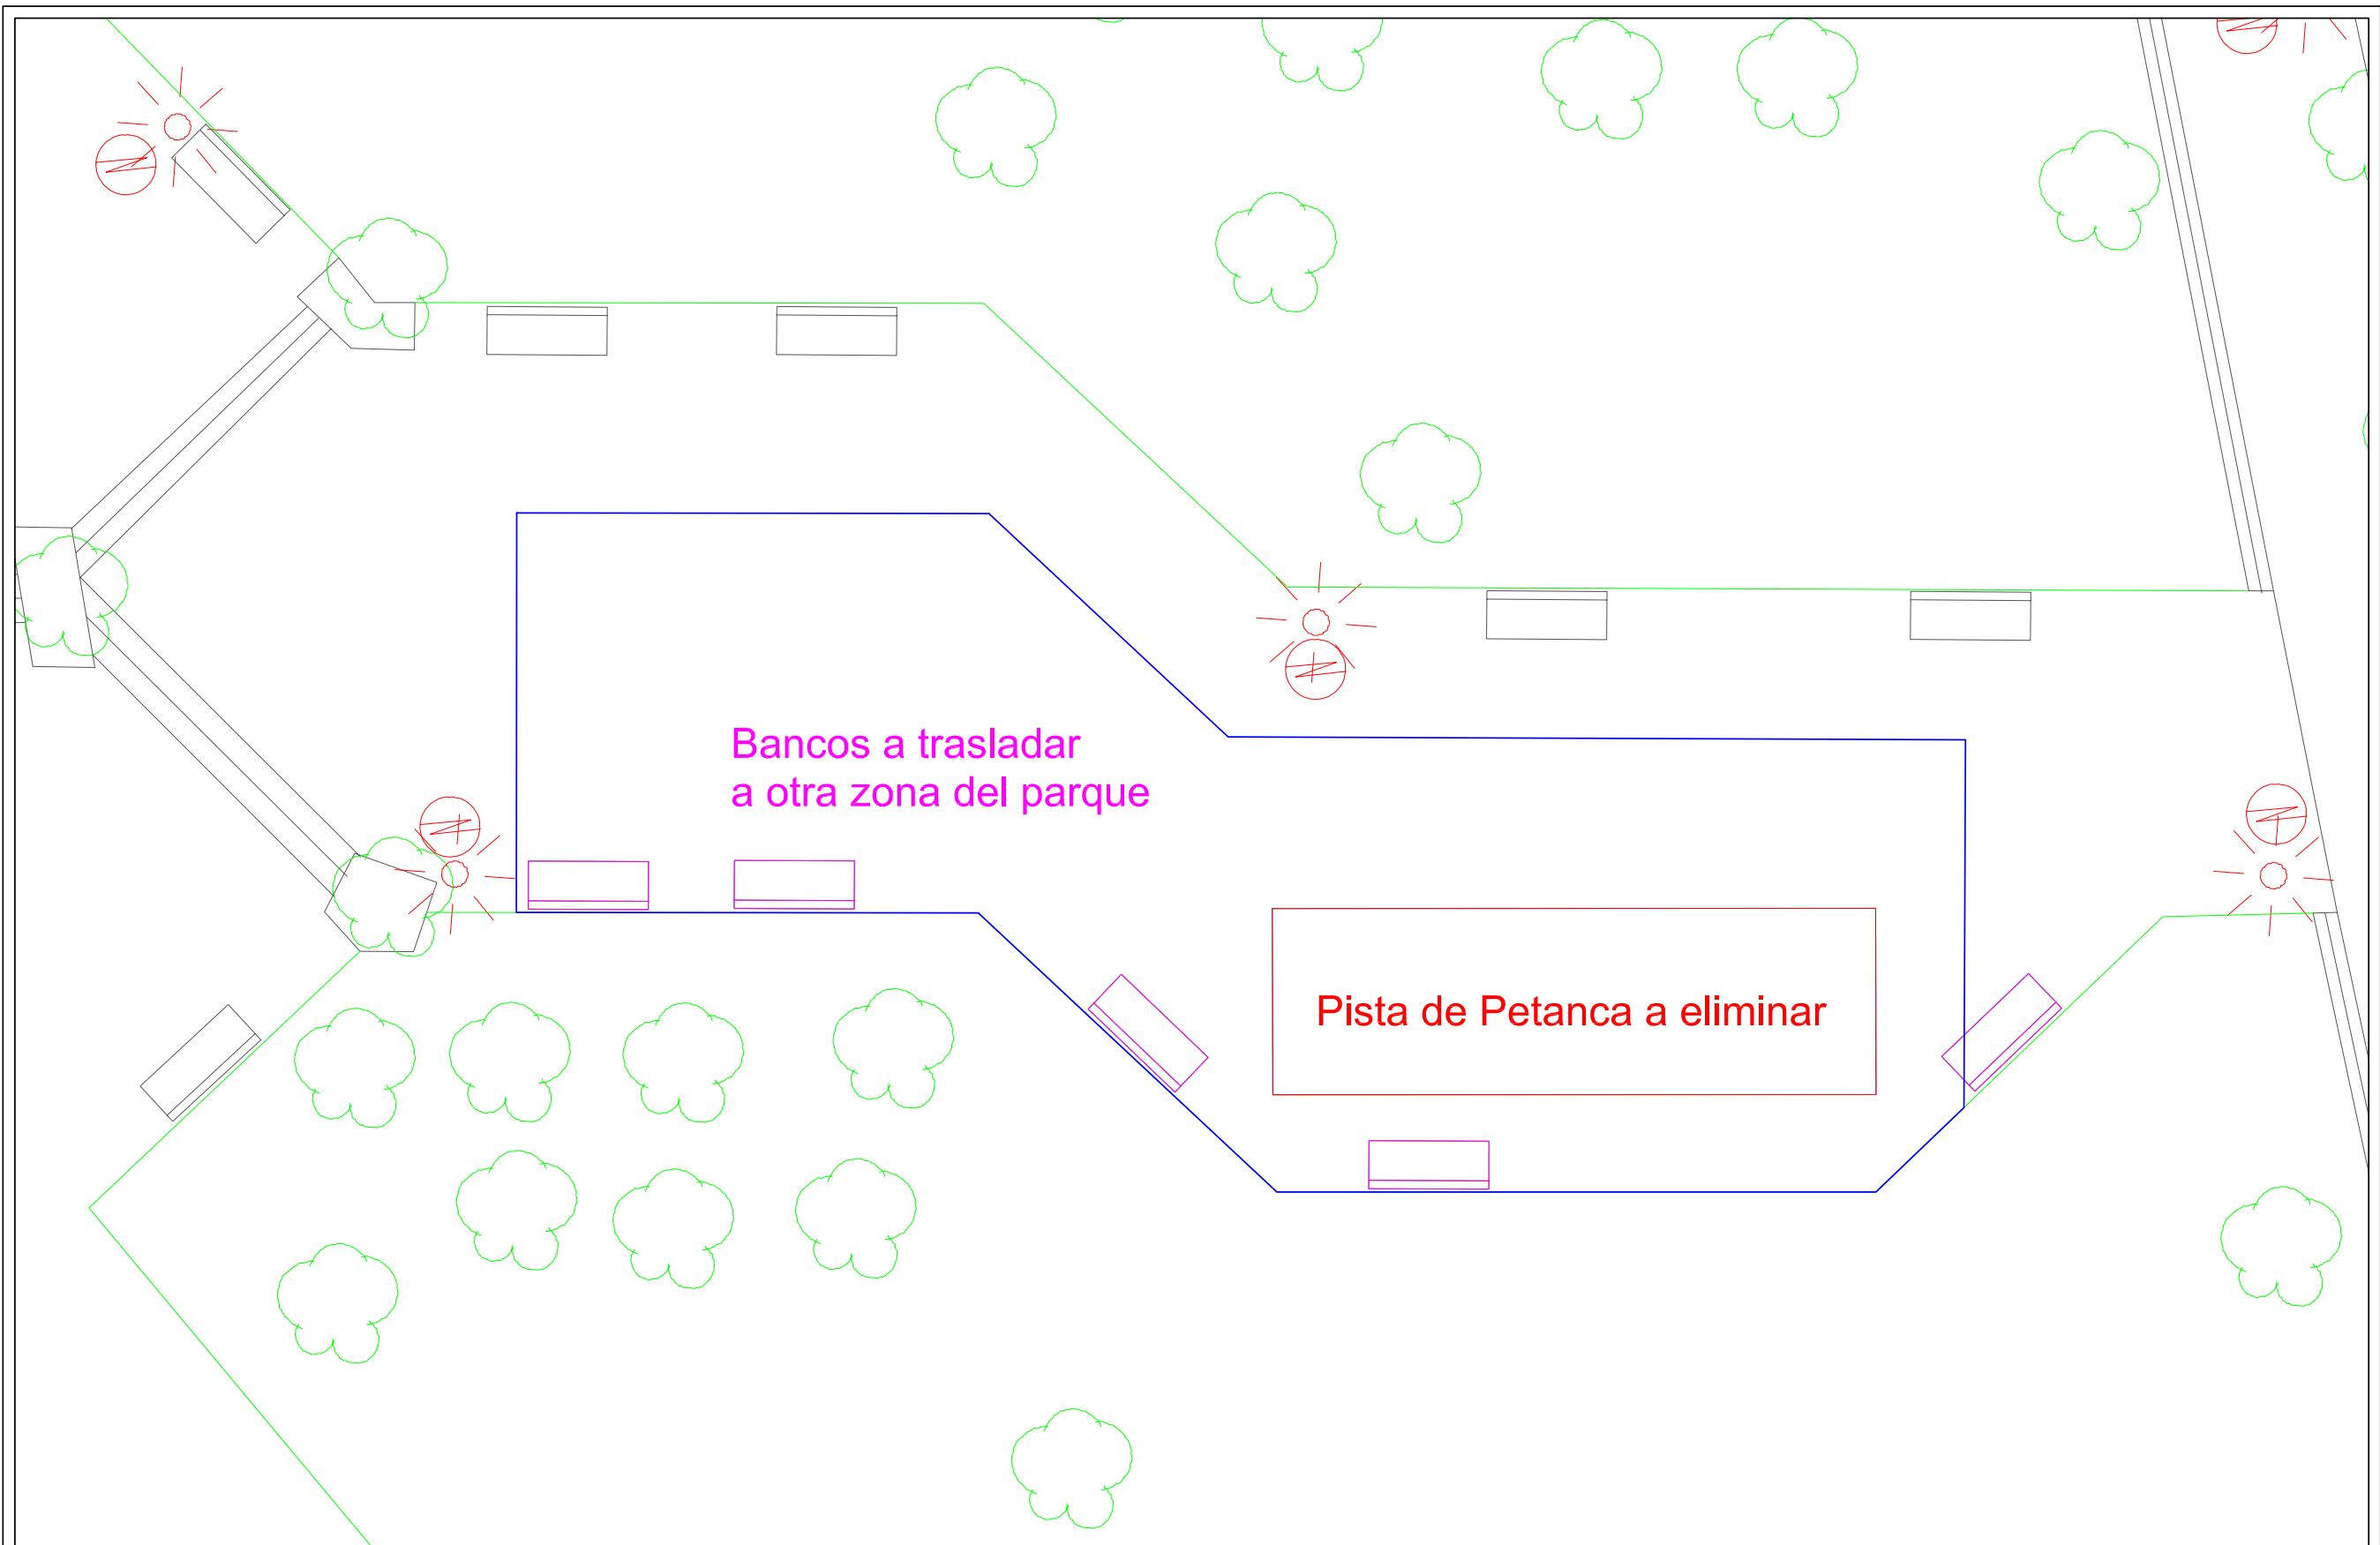 Bancos a trasladar
a otra zona del parque
Pista de Petanca a eliminar